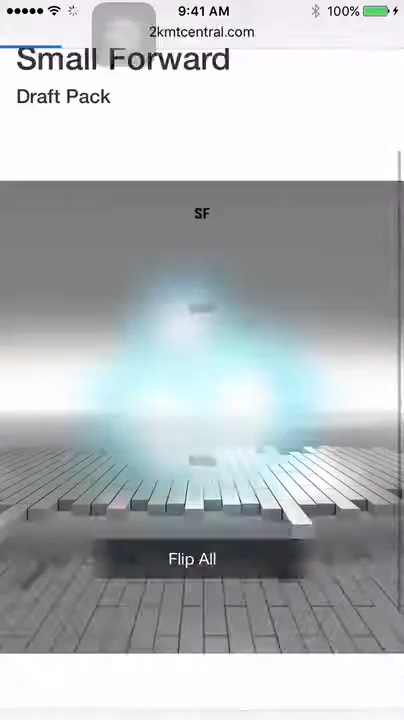 9:41 AM
100%
2kmtcentral.com
Small Forward
Draft Pack
SF
Flip All